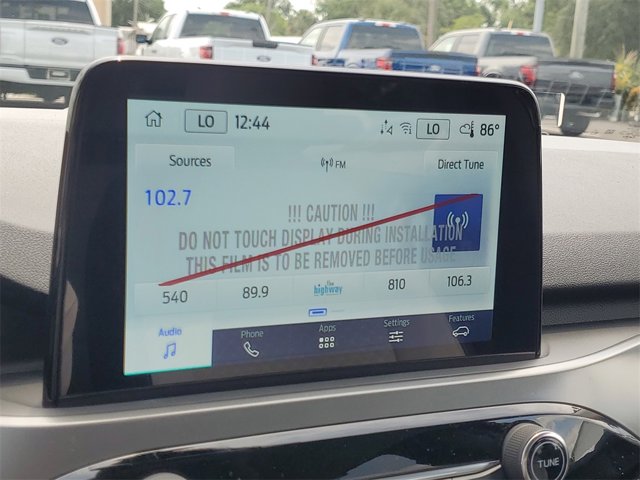 LO 12:44 LO 86°
Sources FM Direct Tune
102.7
!!! CAUTION !!!
DO NOT TOUCH DISPLAY DURING INSTALLATION
THIS FILM IS TO BE REMOVED BEFORE USAGE
540 89.9 the highway 810 106.3
Audio Phone Apps Settings Features
TUNE